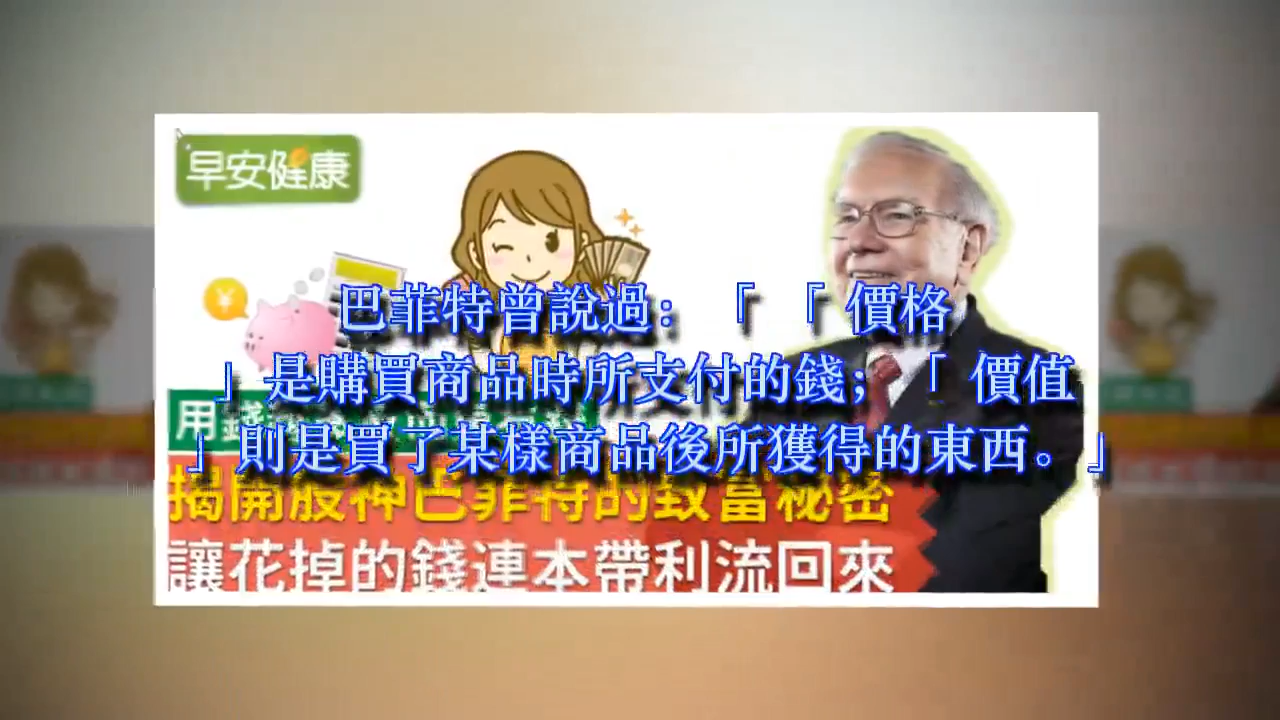 早安健康
巴菲特曾說過：「 「 價格
」是購買商品時所支付的錢；「 價值
」則是買了某樣商品後所獲得的東西。」
用錢
揭開股神巴菲特的致富秘密
讓花掉的錢連本帶利流回來